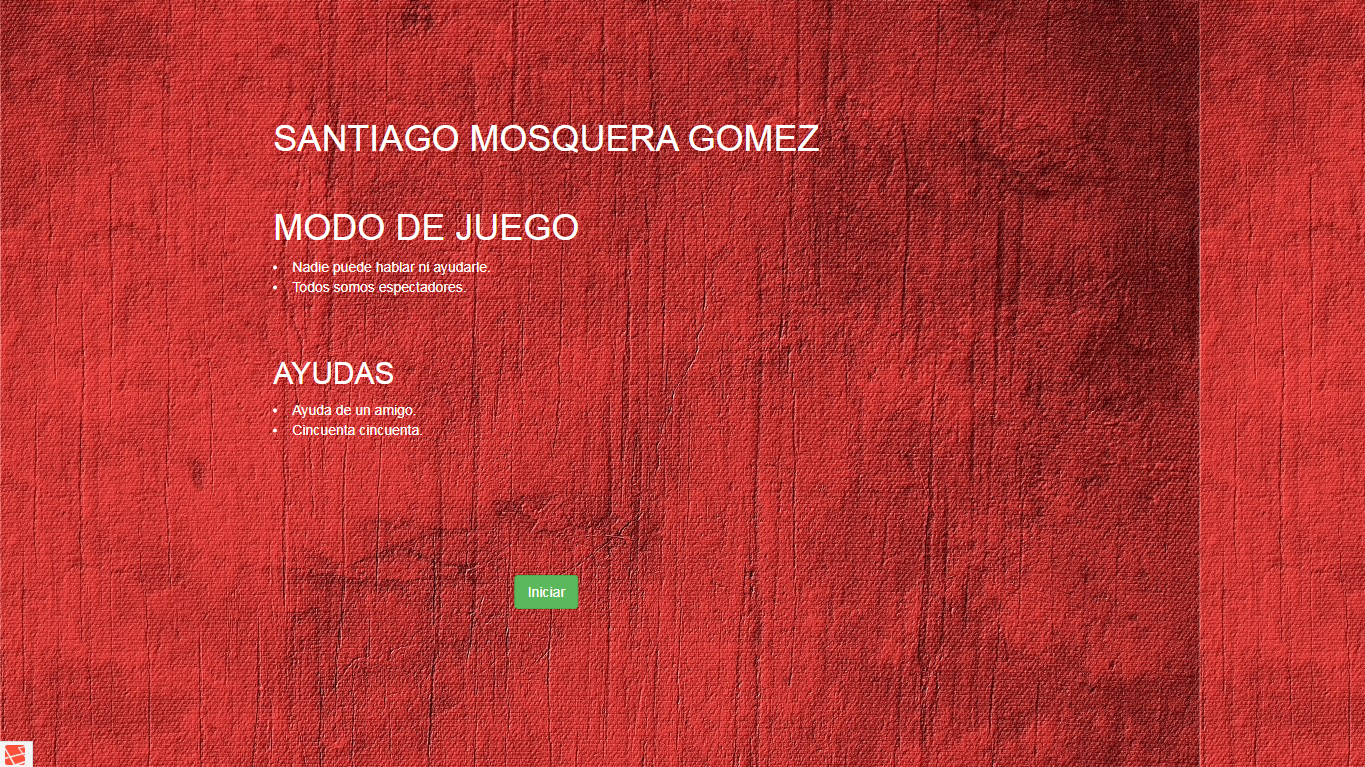 SANTIAGO MOSQUERA GOMEZ
MODO DE JUEGO
Nadie puede hablar ni ayudarle.
Todos somos espectadores.
AYUDAS
Ayuda de un amigo.
Cincuenta cincuenta.
Iniciar